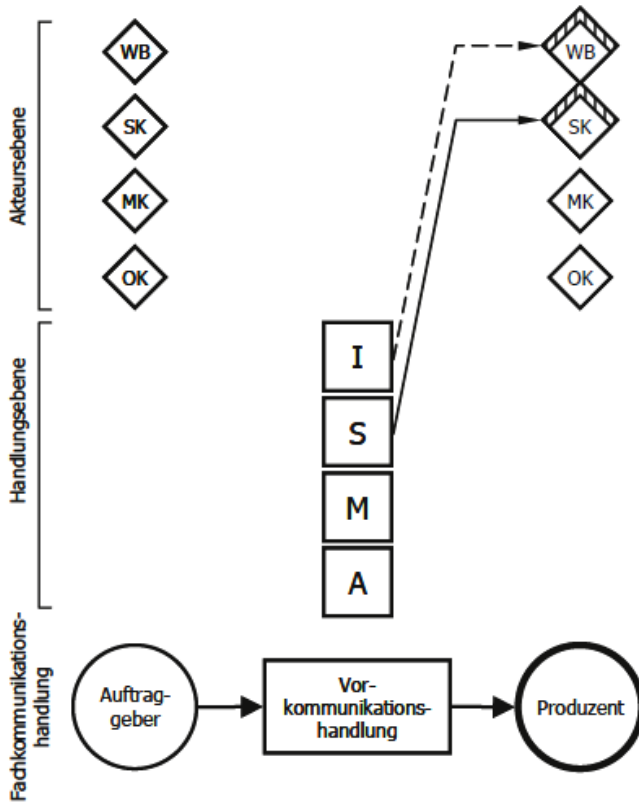 Akteursebene
WB
SK
MK
OK
WB
SK
MK
OK
Handlungsebene
I
S
M
A
Fachkommunikations-
handlung
Auftrag-
geber
Vor-
kommunikations-
handlung
Produzent